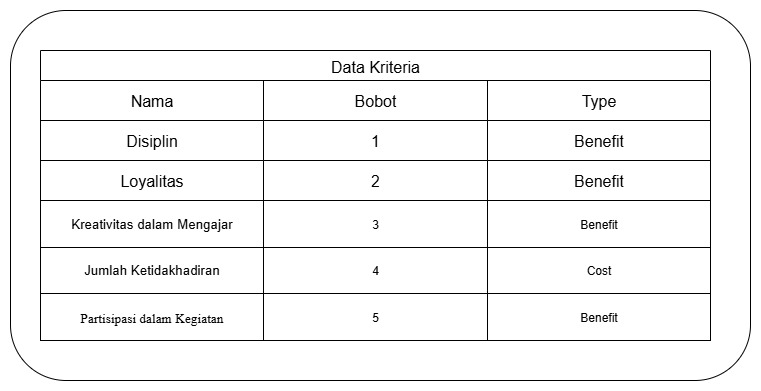 Data Kriteria
Nama Bobot Type
Disiplin 1 Benefit
Loyalitas 2 Benefit
Kreativitas dalam Mengajar 3 Benefit
Jumlah Ketidakhadiran 4 Cost
Partisipasi dalam Kegiatan 5 Benefit